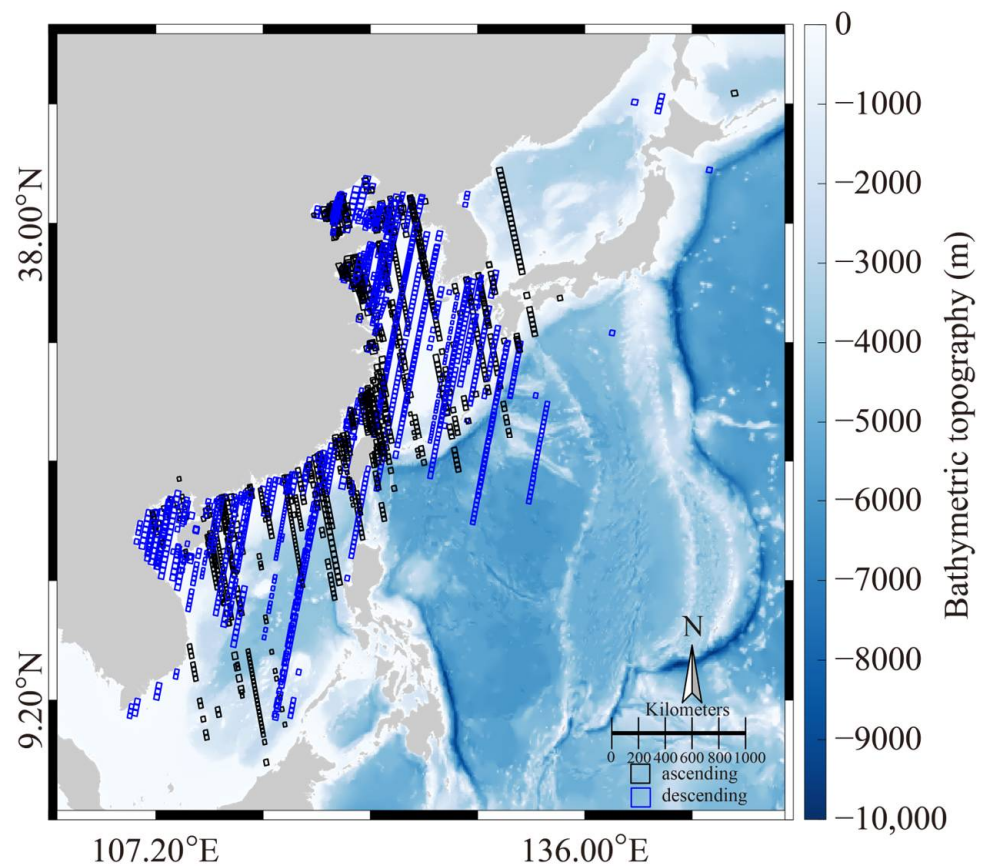 0
−1000
−2000
−3000
−4000
−5000
−6000
−7000
−8000
−9000
−10,000
Bathymetric topography (m)
38.00°N
9.20°N
N
Kilometers
0 200 400 600 800 1000
ascending
descending
107.20°E
136.00°E